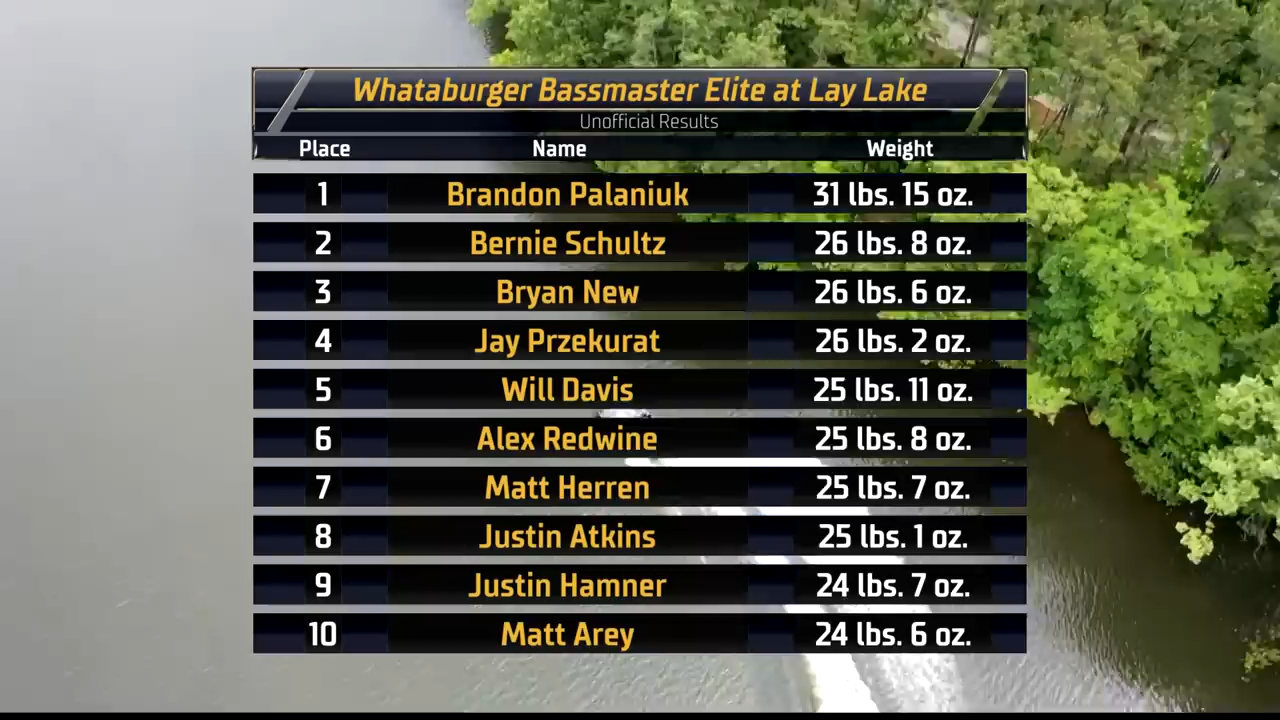 Whataburger Bassmaster Elite at Lay Lake
Unofficial Results
Place Name Weight
1 Brandon Palaniuk 31 lbs. 15 oz.
2 Bernie Schultz 26 lbs. 8 oz.
3 Bryan New 26 lbs. 6 oz.
4 Jay Przekurat 26 lbs. 2 oz.
5 Will Davis 25 lbs. 11 oz.
6 Alex Redwine 25 lbs. 8 oz.
7 Matt Herren 25 lbs. 7 oz.
8 Justin Atkins 25 lbs. 1 oz.
9 Justin Hamner 24 lbs. 7 oz.
10 Matt Arey 24 lbs. 6 oz.